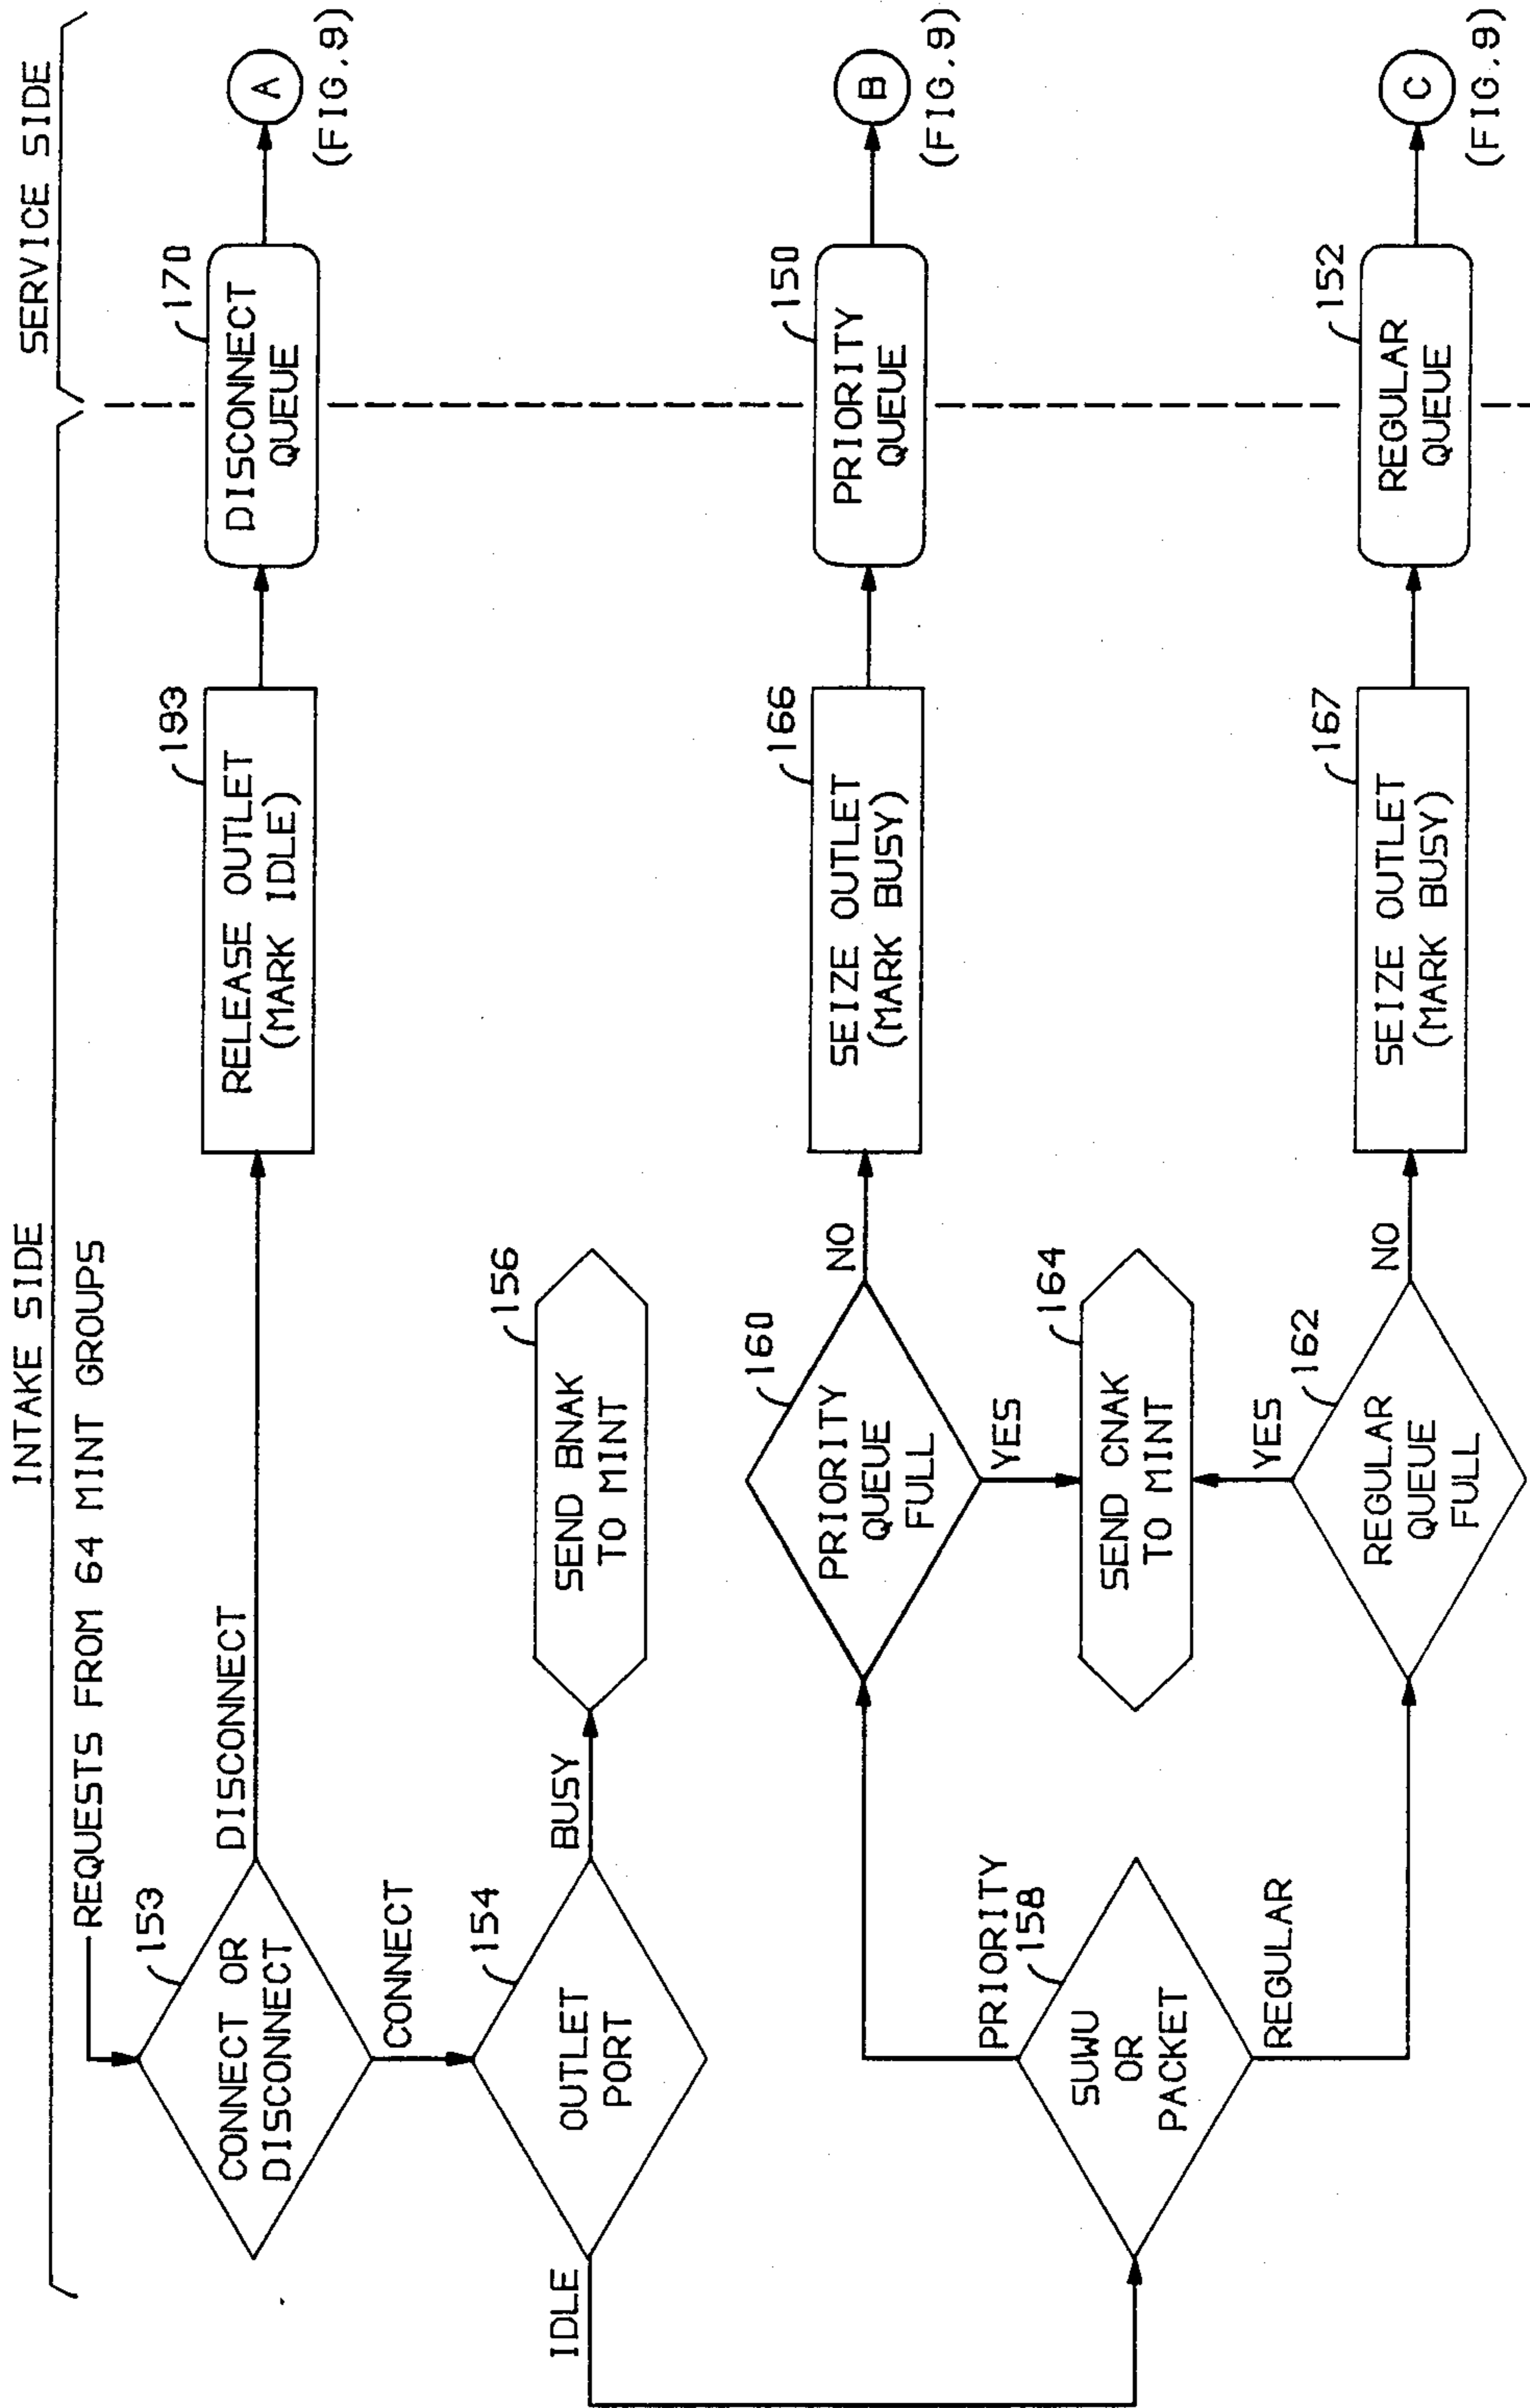 INTAKE SIDE
SERVICE SIDE
REQUESTS FROM 64 MINT GROUPS
153
CONNECT OR
DISCONNECT
DISCONNECT
193
RELEASE OUTLET
(MARK IDLE)
170
DISCONNECT
QUEUE
A
(FIG.9)
CONNECT
154
OUTLET
PORT
BUSY
156
SEND BNAK
TO MINT
IDLE
PRIORITY
158
SUWU
OR
PACKET
REGULAR
160
PRIORITY
QUEUE
FULL
NO
166
SEIZE OUTLET
(MARK BUSY)
150
PRIORITY
QUEUE
B
(FIG.9)
YES
164
SEND CNAK
TO MINT
YES
162
REGULAR
QUEUE
FULL
NO
167
SEIZE OUTLET
(MARK BUSY)
152
REGULAR
QUEUE
C
(FIG.9)